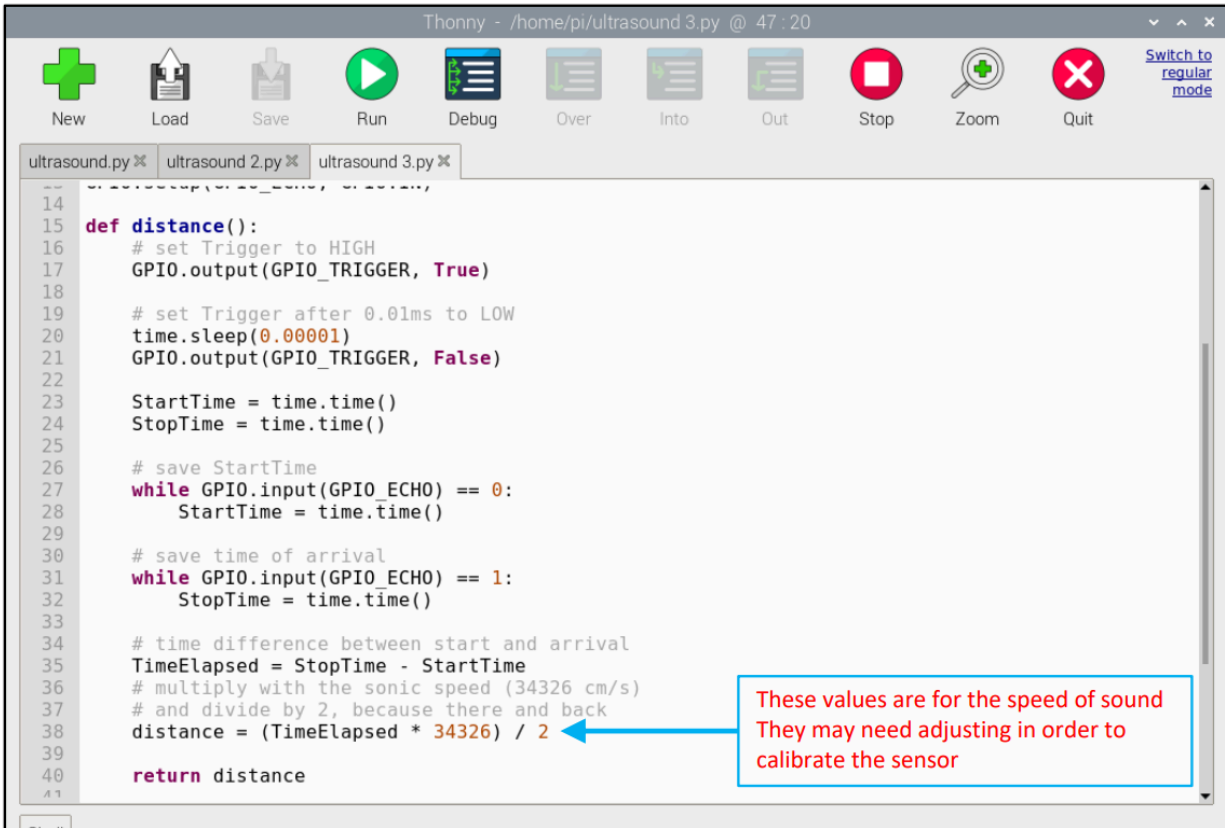 Thonny - /home/pi/ultrasound 3.py @ 47 : 20
New Load Save Run Debug Over Into Out Stop Zoom Quit
Switch to
regular
mode
ultrasound.py ultrasound 2.py ultrasound 3.py
13 GPIO.setup(GPIO_ECHO, GPIO.IN)
14
15 def distance():
16     # set Trigger to HIGH
17     GPIO.output(GPIO_TRIGGER, True)
18
19     # set Trigger after 0.01ms to LOW
20     time.sleep(0.00001)
21     GPIO.output(GPIO_TRIGGER, False)
22
23     StartTime = time.time()
24     StopTime = time.time()
25
26     # save StartTime
27     while GPIO.input(GPIO_ECHO) == 0:
28         StartTime = time.time()
29
30     # save time of arrival
31     while GPIO.input(GPIO_ECHO) == 1:
32         StopTime = time.time()
33
34     # time difference between start and arrival
35     TimeElapsed = StopTime - StartTime
36     # multiply with the sonic speed (34326 cm/s)
37     # and divide by 2, because there and back
38     distance = (TimeElapsed * 34326) / 2
39
40     return distance
41
These values are for the speed of sound
They may need adjusting in order to
calibrate the sensor